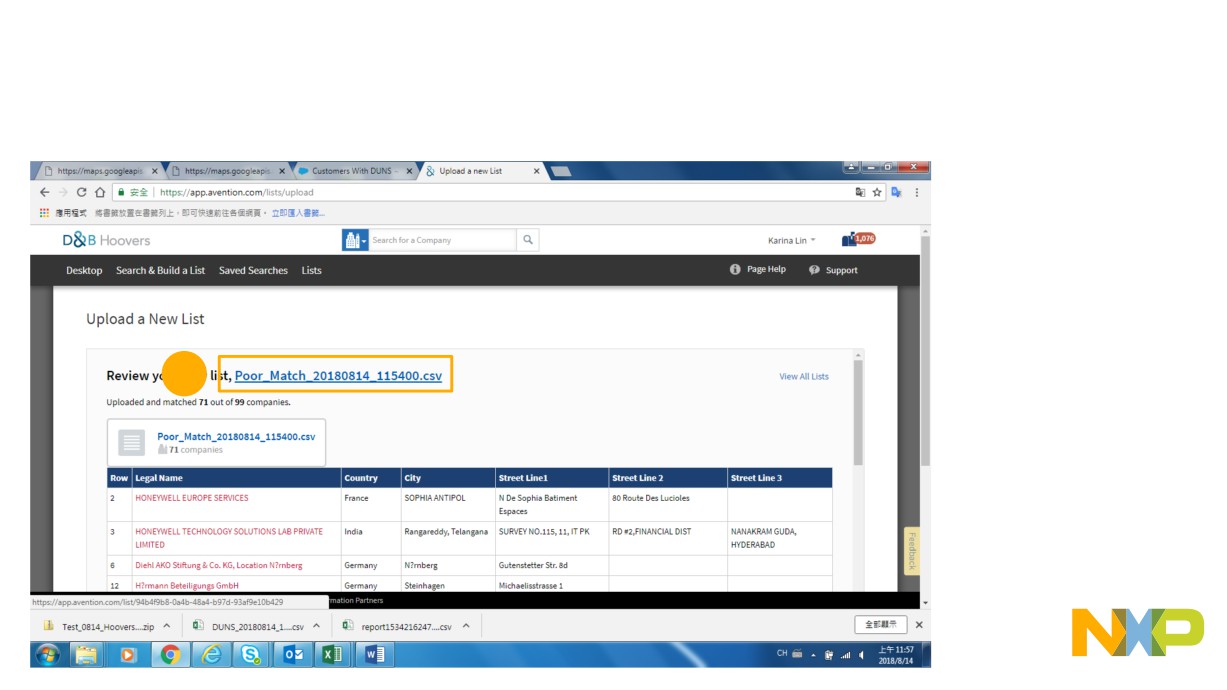 https://maps.googleapis × https://maps.googleapis × Customers With DUNS - × Upload a new List ×
安全 | https://app.avention.com/lists/upload
應用程式 將書籤放置在書籤列上，即可快速前往各個網頁。 立即匯入書籤...
D&B Hoovers Search for a Company Karina Lin 1,076
Desktop Search & Build a List Saved Searches Lists Page Help Support
Upload a New List
Review yo list, Poor_Match_20180814_115400.csv View All Lists
Uploaded and matched 71 out of 99 companies.
Poor_Match_20180814_115400.csv
71 companies
Row Legal Name Country City Street Line1 Street Line 2 Street Line 3
2 HONEYWELL EUROPE SERVICES France SOPHIA ANTIPOL N De Sophia Batiment 80 Route Des Lucioles
Espaces
3 HONEYWELL TECHNOLOGY SOLUTIONS LAB PRIVATE India Rangareddy, Telangana SURVEY NO.115, 11, IT PK RD #2,FINANCIAL DIST NANAKRAM GUDA,
LIMITED HYDERABAD
6 Diehl AKO Stiftung & Co. KG, Location N?rnberg Germany N?rnberg Gutenstetter Str. 8d
12 H?rmann Beteiligungs GmbH Germany Steinhagen Michaelisstrasse 1
Feedback
https://app.avention.com/list/94b4f9b8-0a4b-48a4-b97d-93af9e10b429 rmation Partners
Test_0814_Hoovers....zip DUNS_20180814_1....csv report1534216247....csv 全部顯示 ×
CH 上午 11:57
2018/8/14
NXP